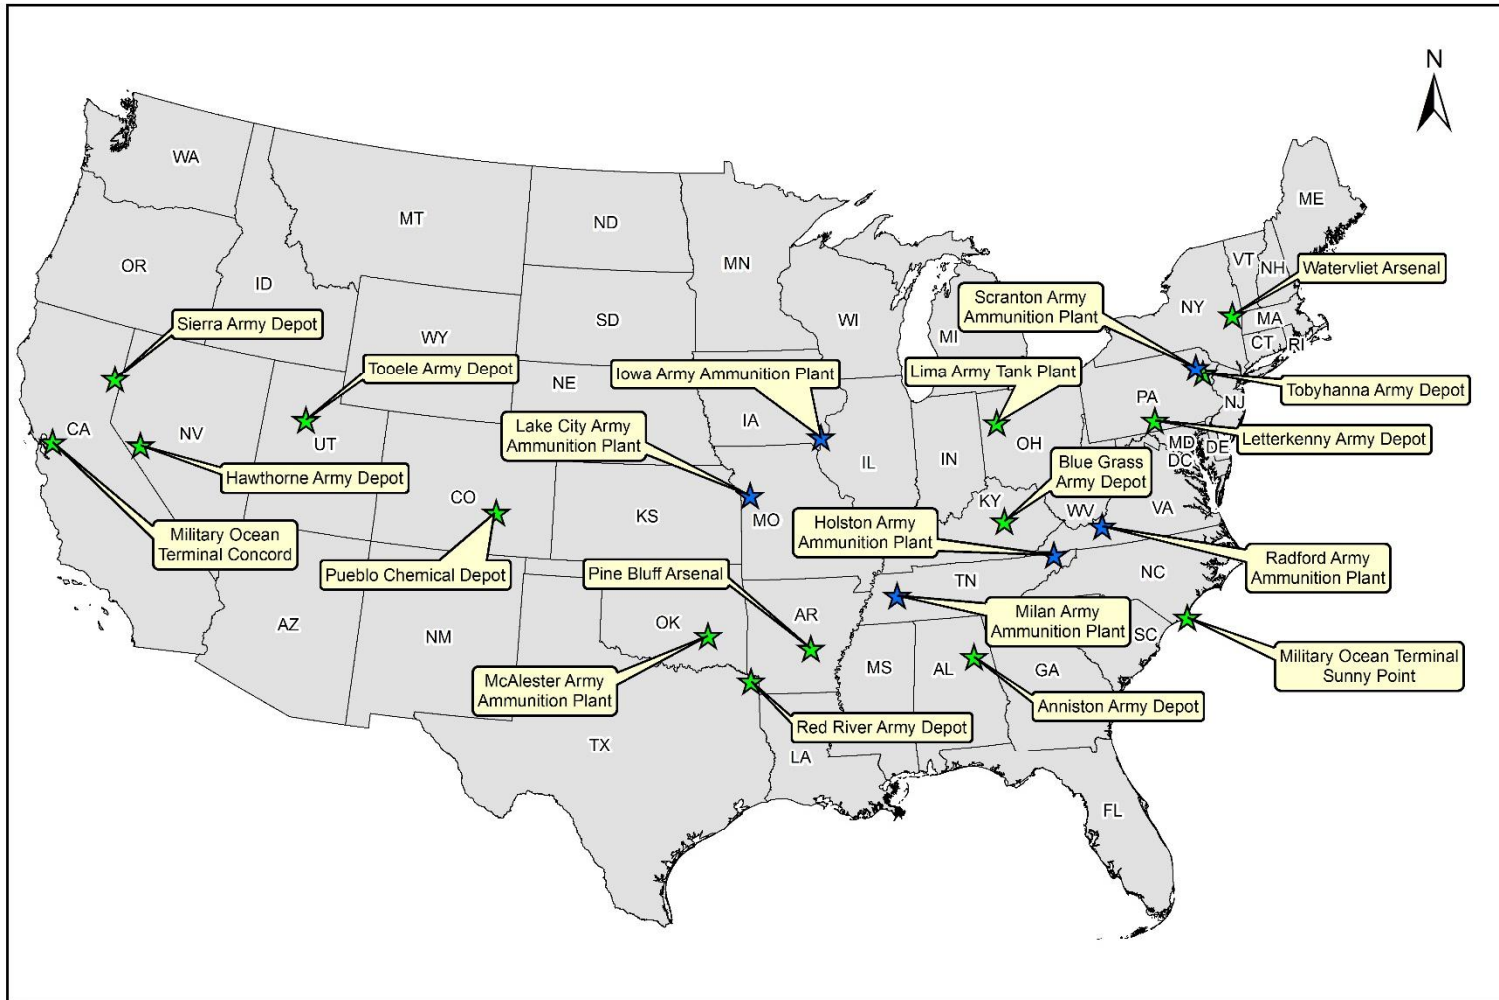 N
WA
MT
ND
MN
ME
OR
ID
VT
NH
Watervliet Arsenal
Scranton Army
Ammunition Plant
NY
MA
Sierra Army Depot
SD
WI
MI
CT
RI
WY
Tooele Army Depot
NE
Iowa Army Ammunition Plant
Lima Army Tank Plant
Tobyhanna Army Depot
PA
NJ
Lake City Army
Ammunition Plant
IA
CA
NV
UT
OH
MD
DE
DC
Letterkenny Army Depot
IL
IN
Hawthorne Army Depot
Blue Grass
Army Depot
CO
KS
MO
KY
WV
VA
Military Ocean
Terminal Concord
Holston Army
Ammunition Plant
Radford Army
Ammunition Plant
Pueblo Chemical Depot
Pine Bluff Arsenal
TN
NC
AZ
NM
OK
AR
Milan Army
Ammunition Plant
SC
MS
AL
GA
Military Ocean Terminal
Sunny Point
McAlester Army
Ammunition Plant
Anniston Army Depot
Red River Army Depot
TX
LA
FL